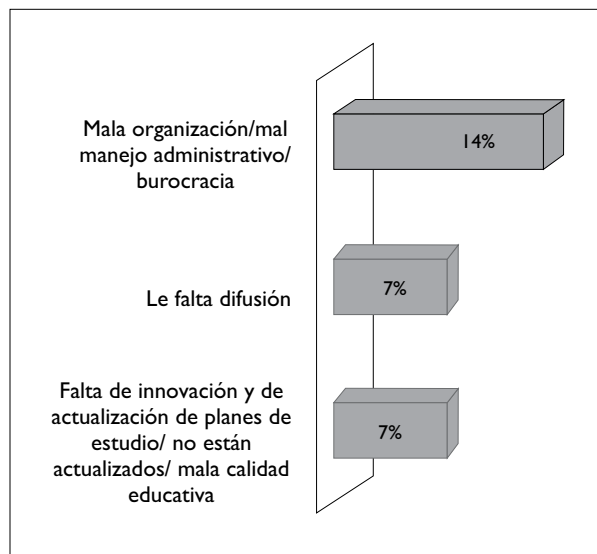 Mala organización/mal
manejo administrativo/
burocracia
14%
Le falta difusión
7%
Falta de innovación y de
actualización de planes de
estudio/ no están
actualizados/ mala calidad
educativa
7%